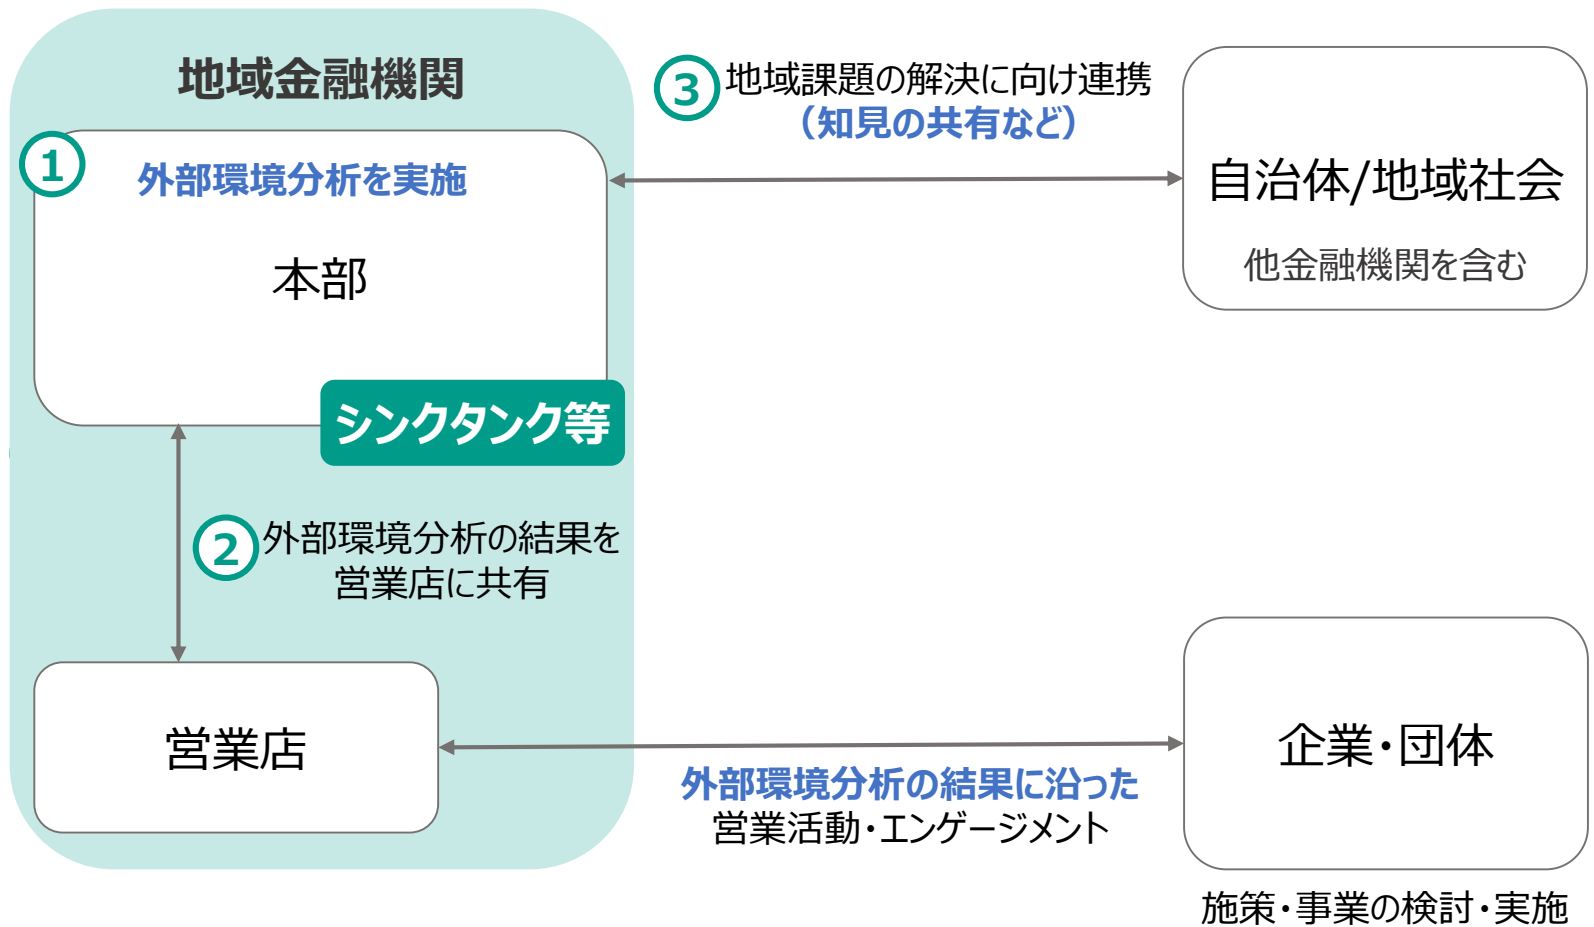 地域金融機関
1
外部環境分析を実施
本部
シンクタンク等
2
外部環境分析の結果を
営業店に共有
営業店
3
地域課題の解決に向け連携
（知見の共有など）
自治体/地域社会
他金融機関を含む
外部環境分析の結果に沿った
営業活動・エンゲージメント
企業・団体
施策・事業の検討・実施